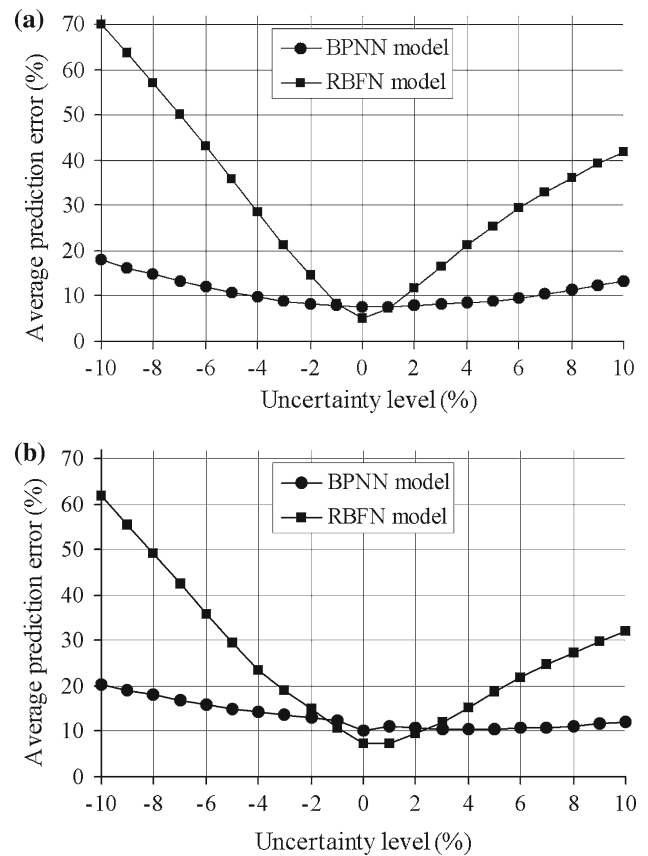 (a)
70
60
50
40
30
20
10
0
Average prediction error (%)
BPNN model
RBFN model
-10 -8 -6 -4 -2 0 2 4 6 8 10
Uncertainty level (%)
(b)
70
60
50
40
30
20
10
0
Average prediction error (%)
BPNN model
RBFN model
-10 -8 -6 -4 -2 0 2 4 6 8 10
Uncertainty level (%)